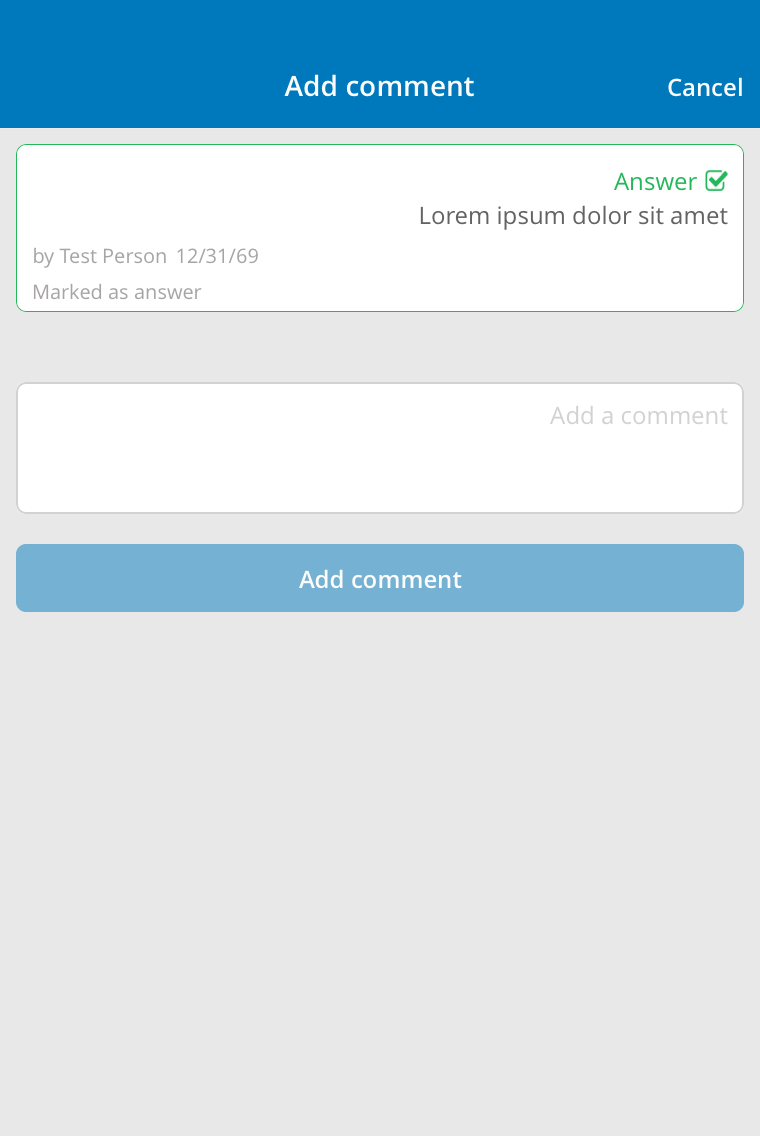 Add comment
Cancel
Answer
Lorem ipsum dolor sit amet
by Test Person 12/31/69
Marked as answer
Add a comment
Add comment